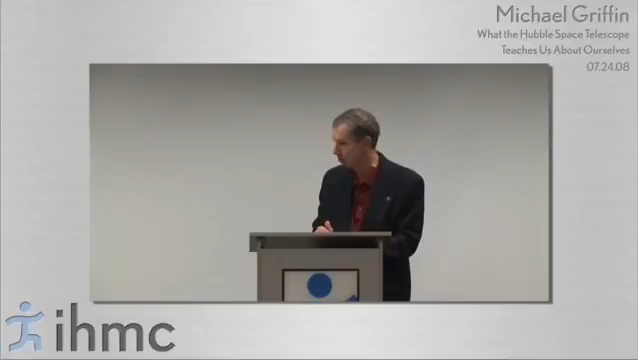 Michael Griffin
What the Hubble Space Telescope
Teaches Us About Ourselves
07.24.08
ihmc